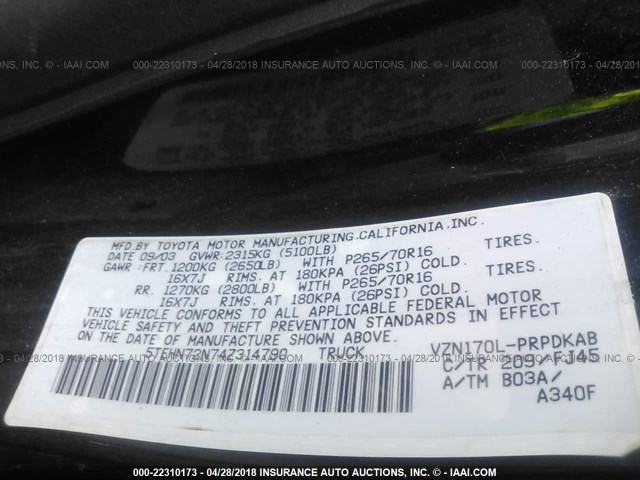 ANCE AUTO AUCTIONS, INC. - IAAI.COM 000-22310173 - 04/28/2018 INSURANCE AUTO AUCTIONS, INC. - IAAI.COM 000-22310173 - 04/28/2018
MFD.BY TOYOTA MOTOR MANUFACTURING.CALIFORNIA.INC.
DATE 09/03 GVWR:2315KG (5100LB)
GAWR : FRT. 1200KG (2650LB) WITH P265/70R16 TIRES.
16X7J RIMS. AT 180KPA (26PSI) COLD.
RR. 1270KG (2800LB) WITH P265/70R16 TIRES.
16X7J RIMS. AT 180KPA (26PSI) COLD.
THIS VEHICLE CONFORMS TO ALL APPLICABLE FEDERAL MOTOR
VEHICLE SAFETY AND THEFT PREVENTION STANDARDS IN EFFECT
ON THE DATE OF MANUFACTURE SHOWN ABOVE.
TRUCK VZN170L-PRPDKAB
C/TR 209/
A/TM B03A/
A340F
000-22310173 - 04/28/2018 INSURANCE AUTO AUCTIONS, INC. - IAAI.COM